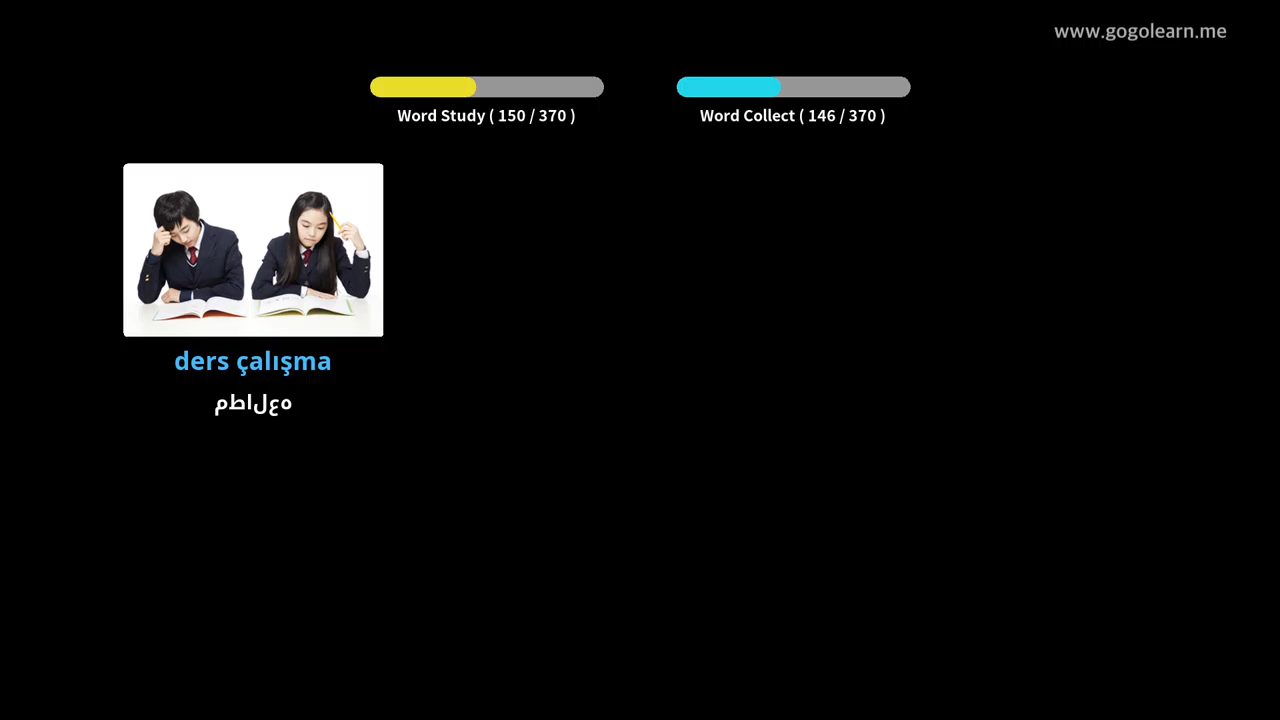 www.gogolearn.me
Word Study ( 150 / 370 )
Word Collect ( 146 / 370 )
ders çalışma
مطالعه